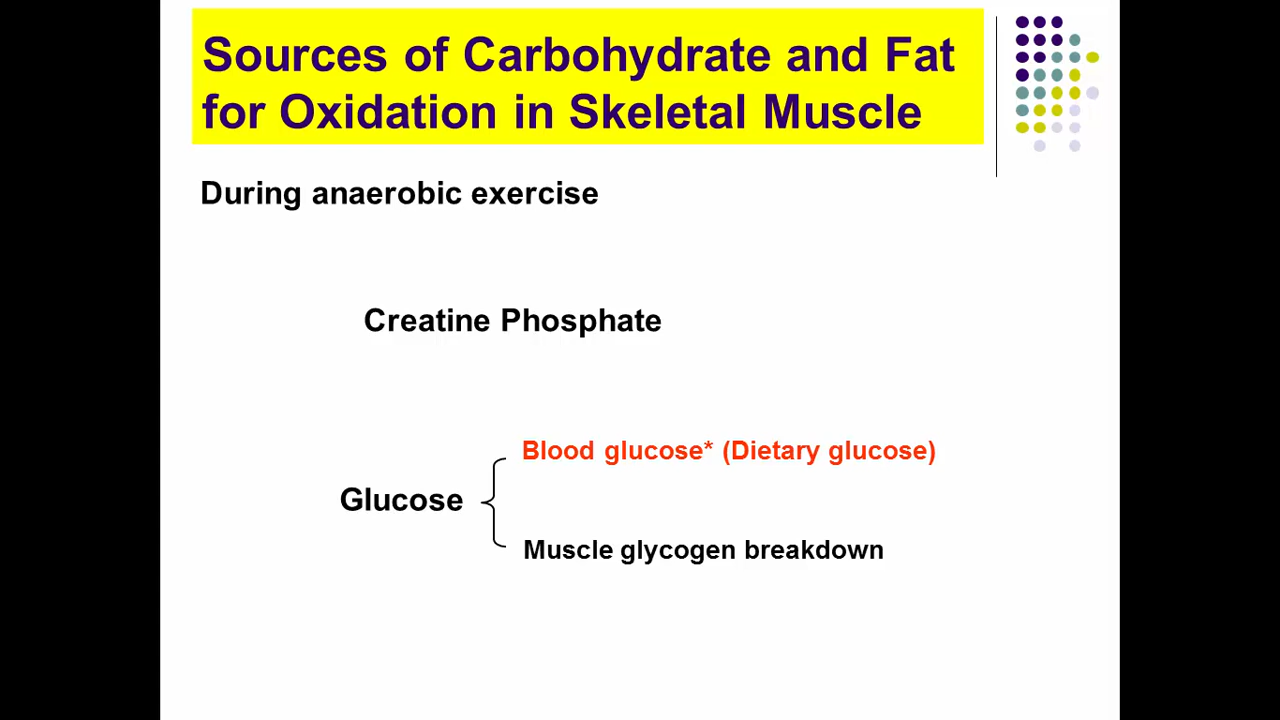 Sources of Carbohydrate and Fat
for Oxidation in Skeletal Muscle
During anaerobic exercise
Creatine Phosphate
Blood glucose* (Dietary glucose)
Glucose
Muscle glycogen breakdown